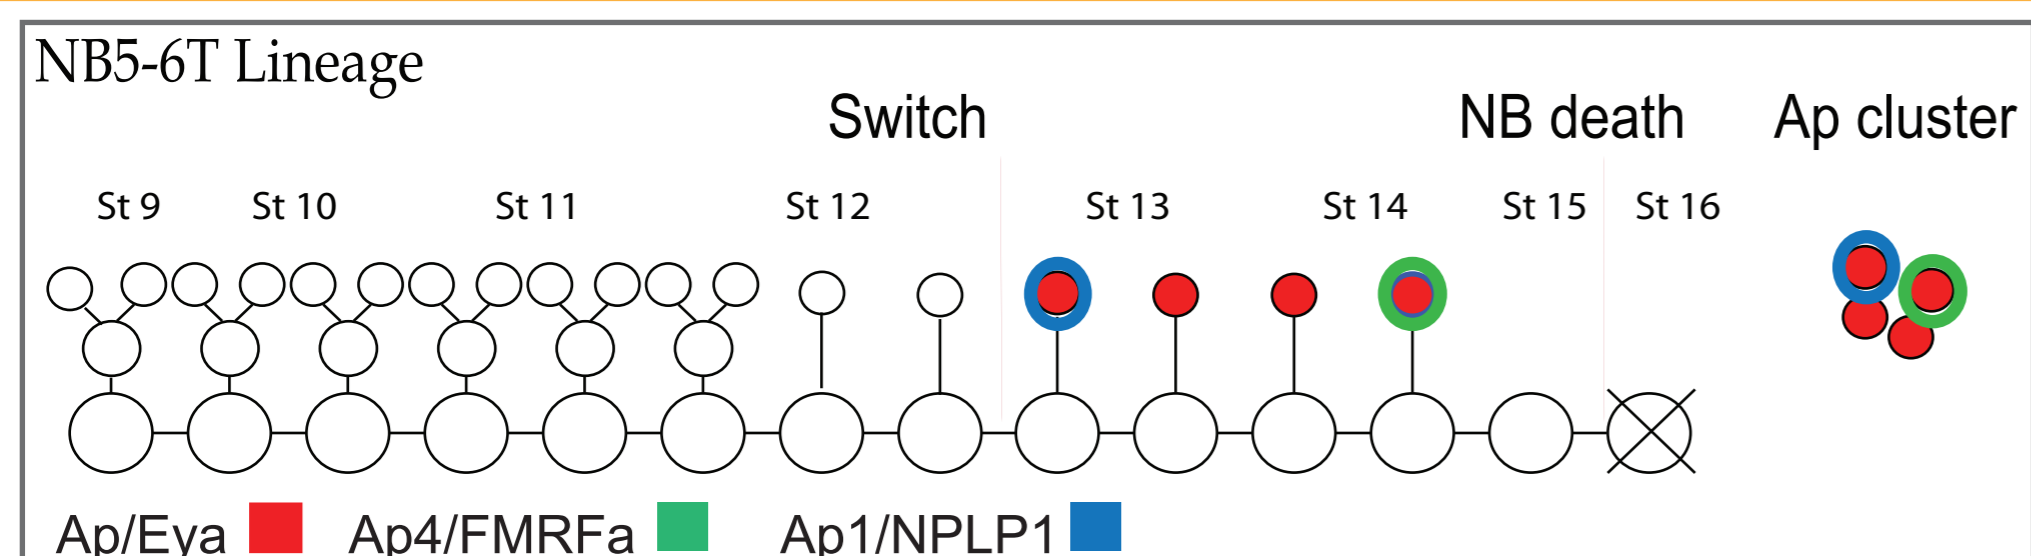 NB5-6T Lineage
Switch NB death Ap cluster
St 9 St 10 St 11 St 12 St 13 St 14 St 15 St 16
Ap/Eya Ap4/FMRFa Ap1/NPLP1